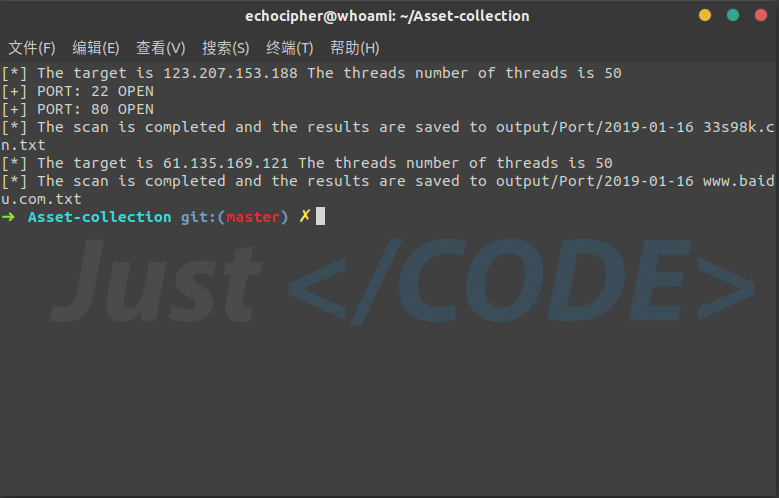 echocipher@whoami: ~/Asset-collection
文件(F) 编辑(E) 查看(V) 搜索(S) 终端(T) 帮助(H)
[*] The target is 123.207.153.188 The threads number of threads is 50
[+] PORT: 22 OPEN
[+] PORT: 80 OPEN
[*] The scan is completed and the results are saved to output/Port/2019-01-16 33s98k.c
n.txt
[*] The target is 61.135.169.121 The threads number of threads is 50
[*] The scan is completed and the results are saved to output/Port/2019-01-16 www.baid
u.com.txt
➜ Asset-collection git:(master) ✗
Just </CODE>